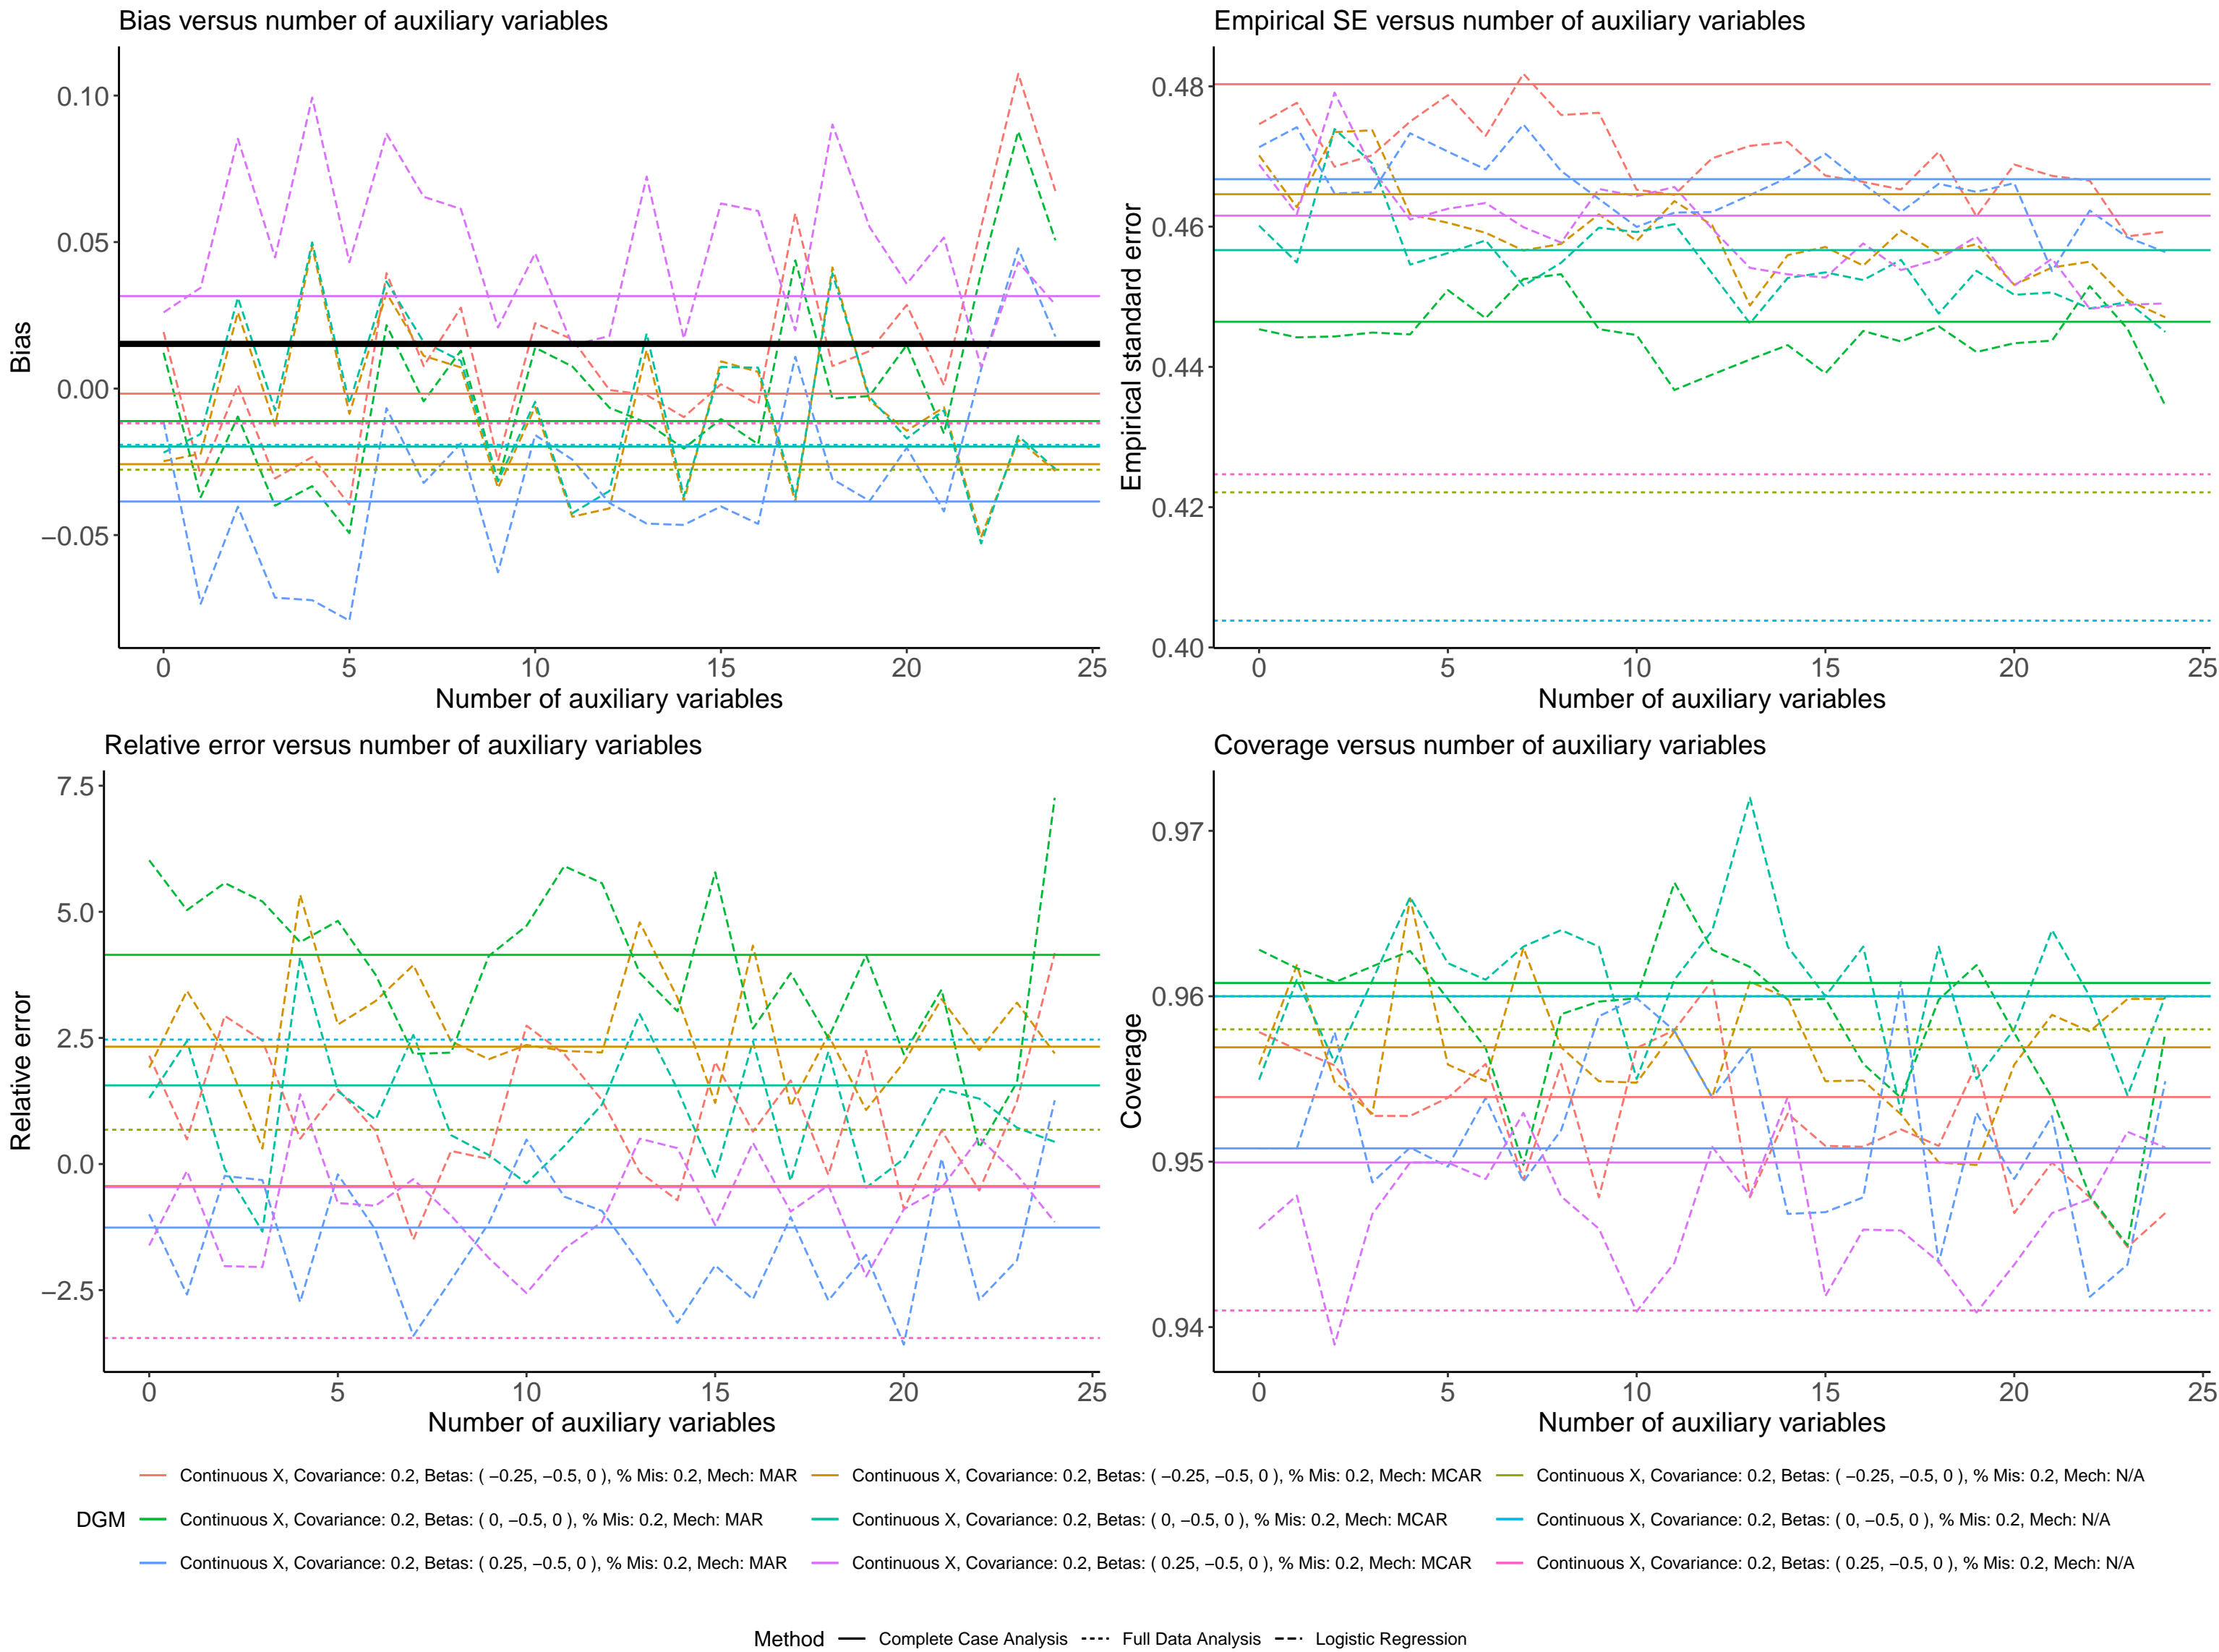 Bias versus number of auxiliary variables
0.10
0.05
0.00
−0.05
Bias
0 5 10 15 20 25
Number of auxiliary variables
Empirical SE versus number of auxiliary variables
0.48
0.46
0.44
0.42
0.40
Empirical standard error
0 5 10 15 20 25
Number of auxiliary variables
Relative error versus number of auxiliary variables
7.5
5.0
2.5
0.0
−2.5
Relative error
0 5 10 15 20 25
Number of auxiliary variables
Coverage versus number of auxiliary variables
0.97
0.96
0.95
0.94
Coverage
0 5 10 15 20 25
Number of auxiliary variables
DGM
Continuous X, Covariance: 0.2, Betas: ( −0.25, −0.5, 0 ), % Mis: 0.2, Mech: MAR
Continuous X, Covariance: 0.2, Betas: ( 0, −0.5, 0 ), % Mis: 0.2, Mech: MAR
Continuous X, Covariance: 0.2, Betas: ( 0.25, −0.5, 0 ), % Mis: 0.2, Mech: MAR
Continuous X, Covariance: 0.2, Betas: ( −0.25, −0.5, 0 ), % Mis: 0.2, Mech: MCAR
Continuous X, Covariance: 0.2, Betas: ( 0, −0.5, 0 ), % Mis: 0.2, Mech: MCAR
Continuous X, Covariance: 0.2, Betas: ( 0.25, −0.5, 0 ), % Mis: 0.2, Mech: MCAR
Continuous X, Covariance: 0.2, Betas: ( −0.25, −0.5, 0 ), % Mis: 0.2, Mech: N/A
Continuous X, Covariance: 0.2, Betas: ( 0, −0.5, 0 ), % Mis: 0.2, Mech: N/A
Continuous X, Covariance: 0.2, Betas: ( 0.25, −0.5, 0 ), % Mis: 0.2, Mech: N/A
Method Complete Case Analysis Full Data Analysis Logistic Regression